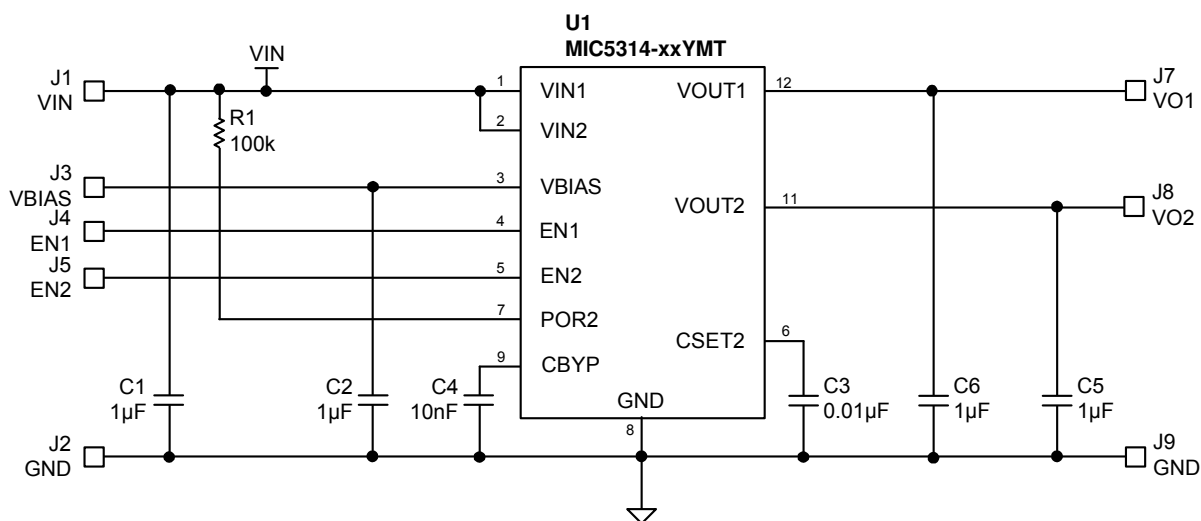 U1
MIC5314-xxYMT
VIN
J1
VIN
1
VIN1
VOUT1
12
J7
VO1
R1
100k
2
VIN2
J3
VBIAS
3
VBIAS
J4
EN1
4
EN1
VOUT2
11
J8
VO2
J5
EN2
5
EN2
7
POR2
6
CSET2
9
CBYP
C1
1µF
C2
1µF
C4
10nF
GND
8
C3
0.01µF
C6
1µF
C5
1µF
J2
GND
J9
GND